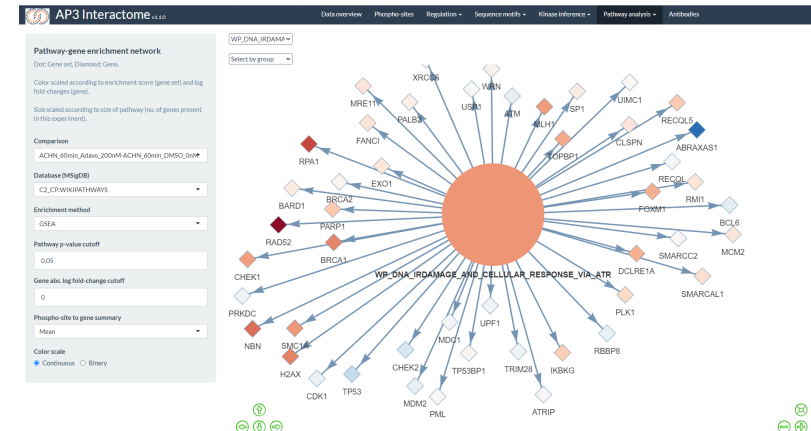 AP3 Interactome v1.1.0
Data overview Phospho-sites Regulation Sequence motifs Kinase inference Pathway analysis Antibodies
Pathway-gene enrichment network
Dot: Gene set, Diamond: Gene.
Color scaled according to enrichment score (gene set) and log
fold-changes (gene).
Size scaled according to size of pathway (no. of genes present
in this experiment).
Comparison
ACHN_60min_Adavo_200nM-ACHN_60min_DMSO_0nM
Database (MSigDB)
C2_CP:WIKIPATHWAYS
Enrichment method
GSEA
Pathway p-value cutoff
0.05
Gene abs. log fold-change cutoff
0
Phospho-site to gene summary
Mean
Color scale
Continuous Binary
WP_DNA_IRDAMA
Select by group
XRCC5
WRN
MRE11
PALB2
USP1
ATM
MLH1
SP1
UIMC1
RECQL5
FANCI
TOPBP1
CLSPN
ABRAXAS1
RPA1
EXO1
RECQL
BARD1
BRCA2
FOXM1
RMI1
RAD52
PARP1
BCL6
CHEK1
BRCA1
SMARCC2
MCM2
WP_DNA_IRDAMAGE_AND_CELLULAR_RESPONSE_VIA_ATR
DCLRE1A
SMARCAL1
PRKDC
PLK1
NBN
SMC1A
MDC1
UPF1
RBBP8
H2AX
CHEK2
TP53BP1
TRIM28
IKBKG
CDK1
TP53
MDM2
PML
ATRIP